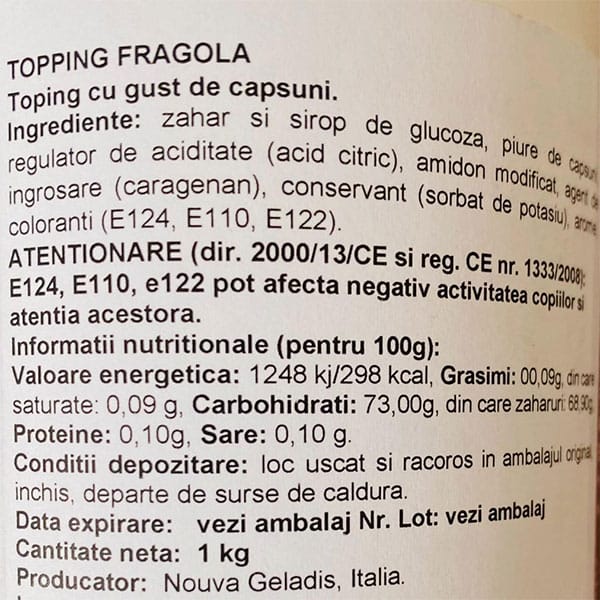 TOPPING FRAGOLA
Toping cu gust de capsuni.
Ingrediente: zahar si sirop de glucoza, piure de capsuni
regulator de aciditate (acid citric), amidon modificat, agent de
ingrosare (caragenan), conservant (sorbat de potasiu), arome
coloranti (E124, E110, E122).
ATENTIONARE (dir. 2000/13/CE si reg. CE nr. 1333/2008):
E124, E110, e122 pot afecta negativ activitatea copiilor si
atentia acestora.
Informatii nutritionale (pentru 100g):
Valoare energetica: 1248 kj/298 kcal, Grasimi: 00,09g, din care
saturate: 0,09 g, Carbohidrati: 73,00g, din care zaharuri: 68,90g,
Proteine: 0,10g, Sare: 0,10 g.
Conditii depozitare: loc uscat si racoros in ambalajul original
inchis, departe de surse de caldura.
Data expirare: vezi ambalaj Nr. Lot: vezi ambalaj
Cantitate neta: 1 kg
Producator: Nouva Geladis, Italia.